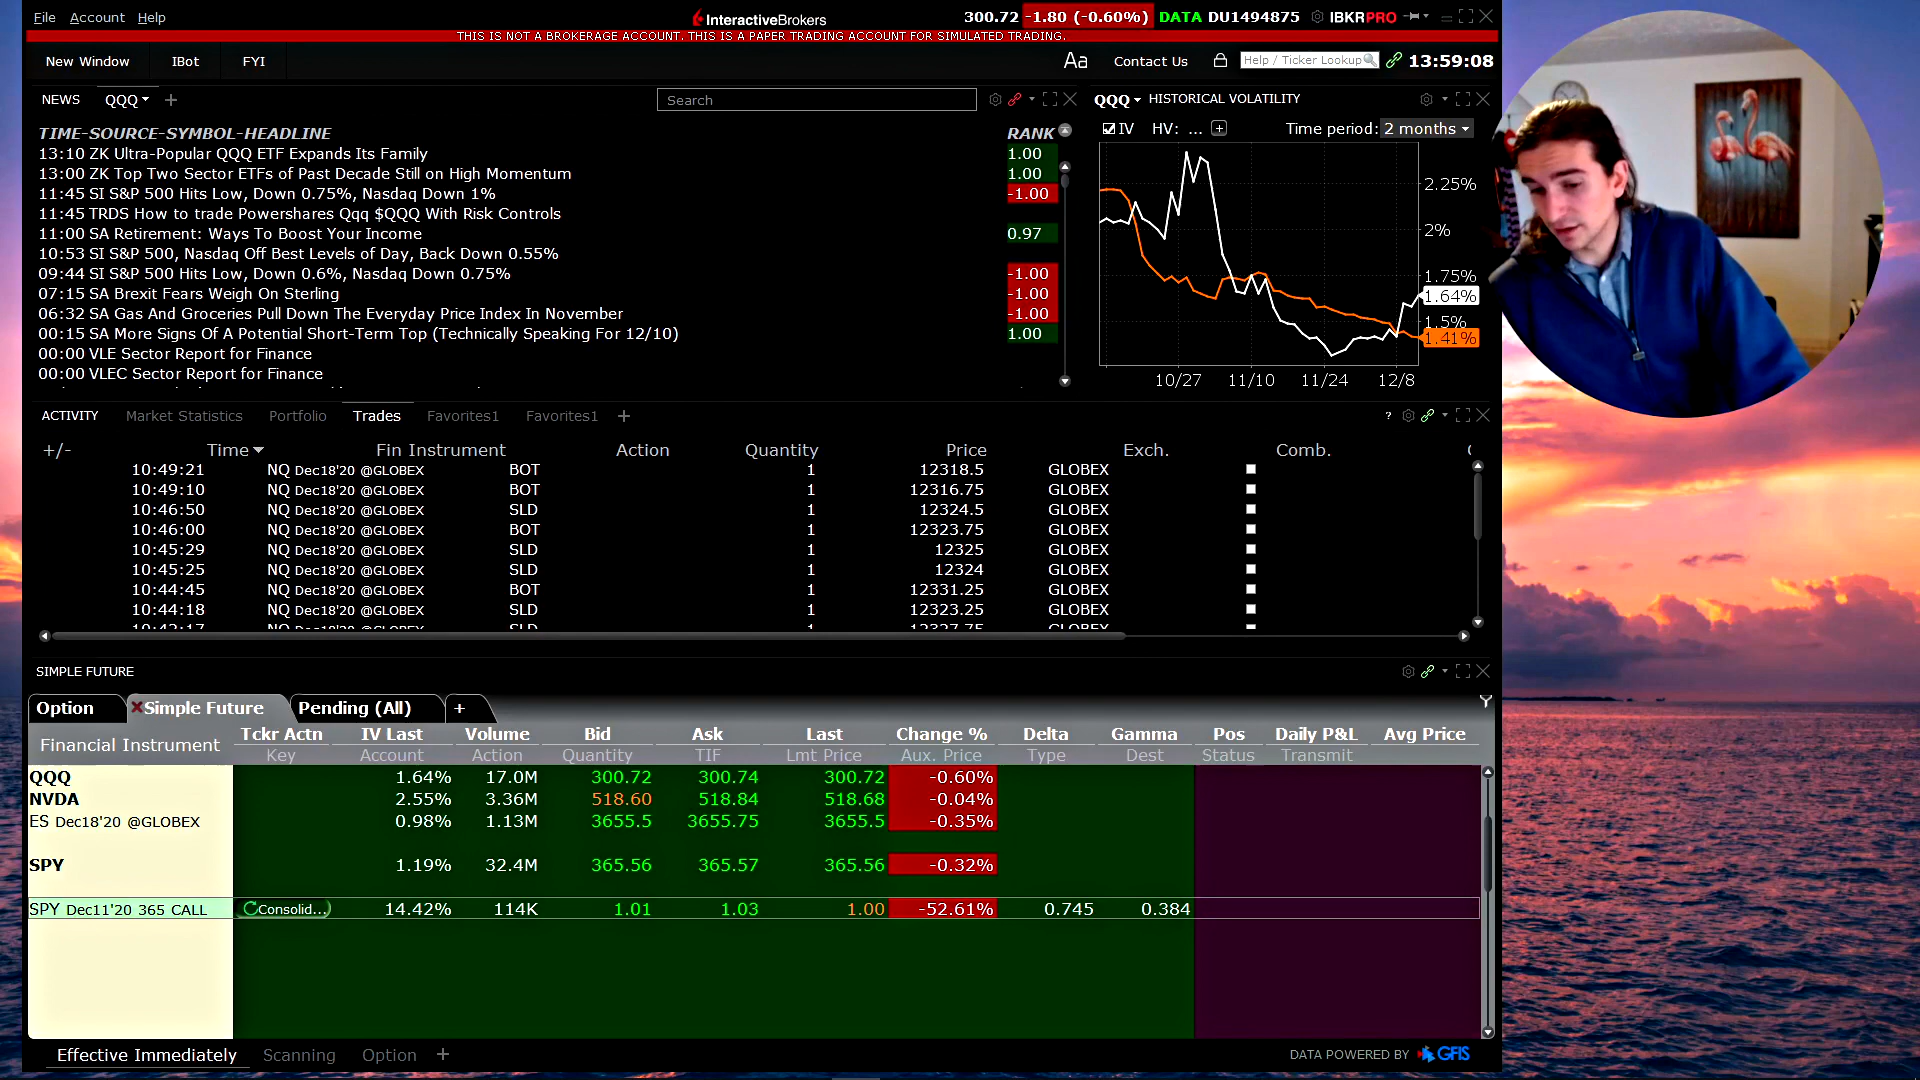 File Account Help
InteractiveBrokers
300.72 -1.80 (-0.60%) DATA DU1494875 IBKRPRO
THIS IS NOT A BROKERAGE ACCOUNT. THIS IS A PAPER TRADING ACCOUNT FOR SIMULATED TRADING.
New Window IBot FYI
Aa Contact Us Help / Ticker Lookup 13:59:08
NEWS QQQ + Search
TIME-SOURCE-SYMBOL-HEADLINE RANK
13:10 ZK Ultra-Popular QQQ ETF Expands Its Family 1.00
13:00 ZK Top Two Sector ETFs of Past Decade Still on High Momentum 1.00
11:45 SI S&P 500 Hits Low, Down 0.75%, Nasdaq Down 1% -1.00
11:45 TRDS How to trade Powershares Qqq $QQQ With Risk Controls
11:00 SA Retirement: Ways To Boost Your Income 0.97
10:53 SI S&P 500, Nasdaq Off Best Levels of Day, Back Down 0.55%
09:44 SI S&P 500 Hits Low, Down 0.6%, Nasdaq Down 0.75% -1.00
07:15 SA Brexit Fears Weigh On Sterling -1.00
06:32 SA Gas And Groceries Pull Down The Everyday Price Index In November -1.00
00:15 SA More Signs Of A Potential Short-Term Top (Technically Speaking For 12/10) 1.00
00:00 VLE Sector Report for Finance
00:00 VLEC Sector Report for Finance
QQQ HISTORICAL VOLATILITY
IV HV: ... + Time period: 2 months
2.25%
2%
1.75%
1.64%
1.5%
1.41%
10/27 11/10 11/24 12/8
ACTIVITY Market Statistics Portfolio Trades Favorites1 Favorites1 + ?
+/- Time Fin Instrument Action Quantity Price Exch. Comb.
10:49:21 NQ Dec18'20 @GLOBEX BOT 1 12318.5 GLOBEX
10:49:10 NQ Dec18'20 @GLOBEX BOT 1 12316.75 GLOBEX
10:46:50 NQ Dec18'20 @GLOBEX SLD 1 12324.5 GLOBEX
10:46:00 NQ Dec18'20 @GLOBEX BOT 1 12323.75 GLOBEX
10:45:29 NQ Dec18'20 @GLOBEX SLD 1 12325 GLOBEX
10:45:25 NQ Dec18'20 @GLOBEX SLD 1 12324 GLOBEX
10:44:45 NQ Dec18'20 @GLOBEX BOT 1 12331.25 GLOBEX
10:44:18 NQ Dec18'20 @GLOBEX SLD 1 12323.25 GLOBEX
SIMPLE FUTURE
Option Simple Future Pending (All) +
Financial Instrument Tckr Actn IV Last Volume Bid Ask Last Change % Delta Gamma Pos Daily P&L Avg Price
Key Account Action Quantity TIF Lmt Price Aux. Price Type Dest Status Transmit
QQQ 1.64% 17.0M 300.72 300.74 300.72 -0.60%
NVDA 2.55% 3.36M 518.60 518.84 518.68 -0.04%
ES Dec18'20 @GLOBEX 0.98% 1.13M 3655.5 3655.75 3655.5 -0.35%
SPY 1.19% 32.4M 365.56 365.57 365.56 -0.32%
SPY Dec11'20 365 CALL Consolid... 14.42% 114K 1.01 1.03 1.00 -52.61% 0.745 0.384
Effective Immediately Scanning Option + DATA POWERED BY GFIS